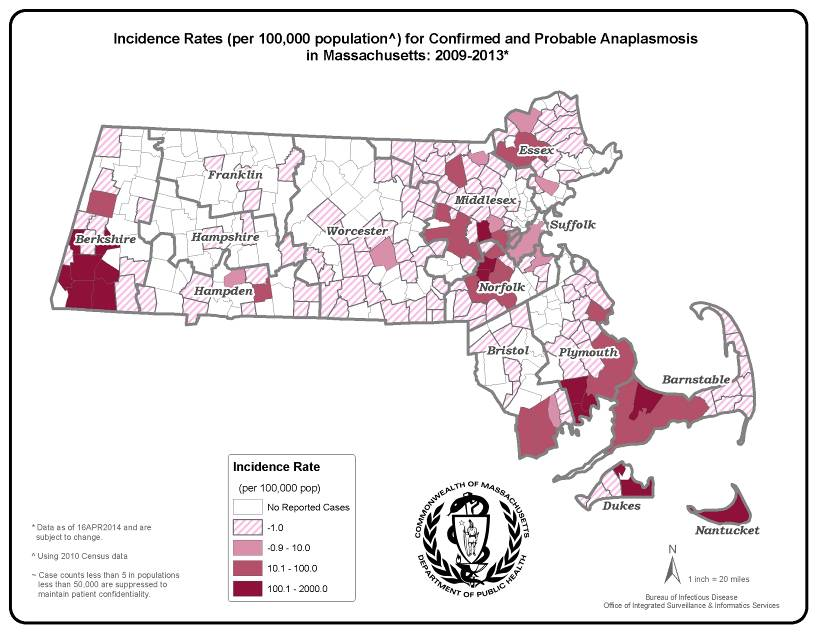 Incidence Rates (per 100,000 population^) for Confirmed and Probable Anaplasmosis
in Massachusetts: 2009-2013*
Essex
Franklin
Middlesex
Suffolk
Worcester
Berkshire
Hampshire
Norfolk
Hampden
Bristol
Plymouth
Barnstable
Incidence Rate
(per 100,000 pop)
No Reported Cases
-1.0
-0.9 - 10.0
10.1 - 100.0
100.1 - 2000.0
COMMONWEALTH OF MASSACHUSETTS
DEPARTMENT OF PUBLIC HEALTH
Dukes
Nantucket
* Data as of 16APR2014 and are
subject to change.
^ Using 2010 Census data
~ Case counts less than 5 in populations
less than 50,000 are suppressed to
maintain patient confidentiality.
N
1 inch = 20 miles
Bureau of Infectious Disease
Office of Integrated Surveillance & Informatics Services